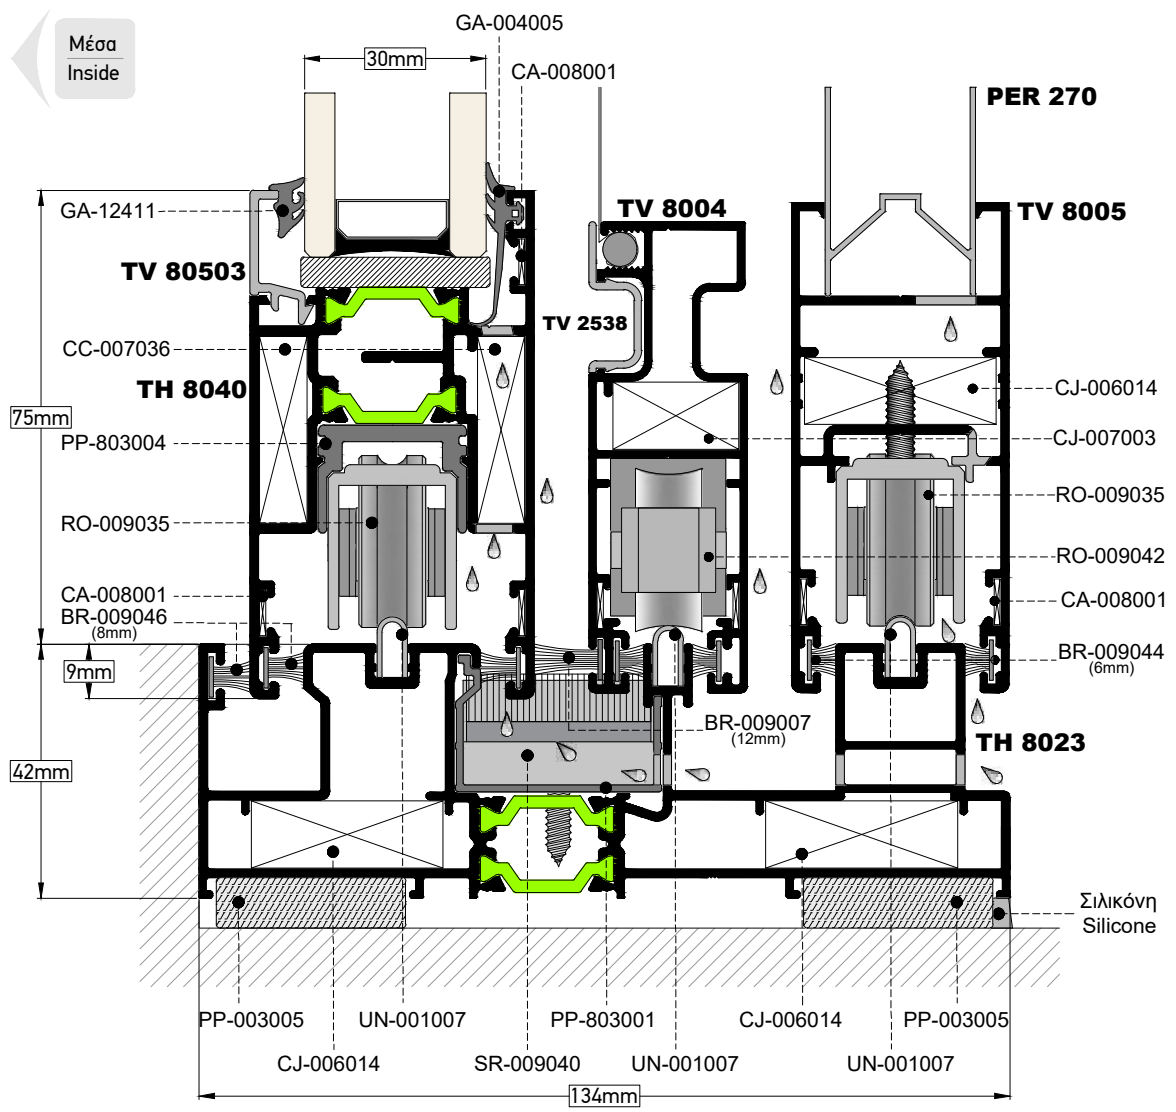 Μέσα
Inside
GA-004005
30mm
CA-008001
PER 270
GA-12411
TV 8004
TV 8005
TV 80503
TV 2538
CC-007036
TH 8040
CJ-006014
75mm
PP-803004
CJ-007003
RO-009035
RO-009035
RO-009042
CA-008001
BR-009046
(8mm)
CA-008001
9mm
BR-009044
(6mm)
BR-009007
(12mm)
TH 8023
42mm
Σιλικόνη
Silicone
PP-003005
UN-001007
PP-803001
CJ-006014
PP-003005
CJ-006014
SR-009040
UN-001007
UN-001007
134mm